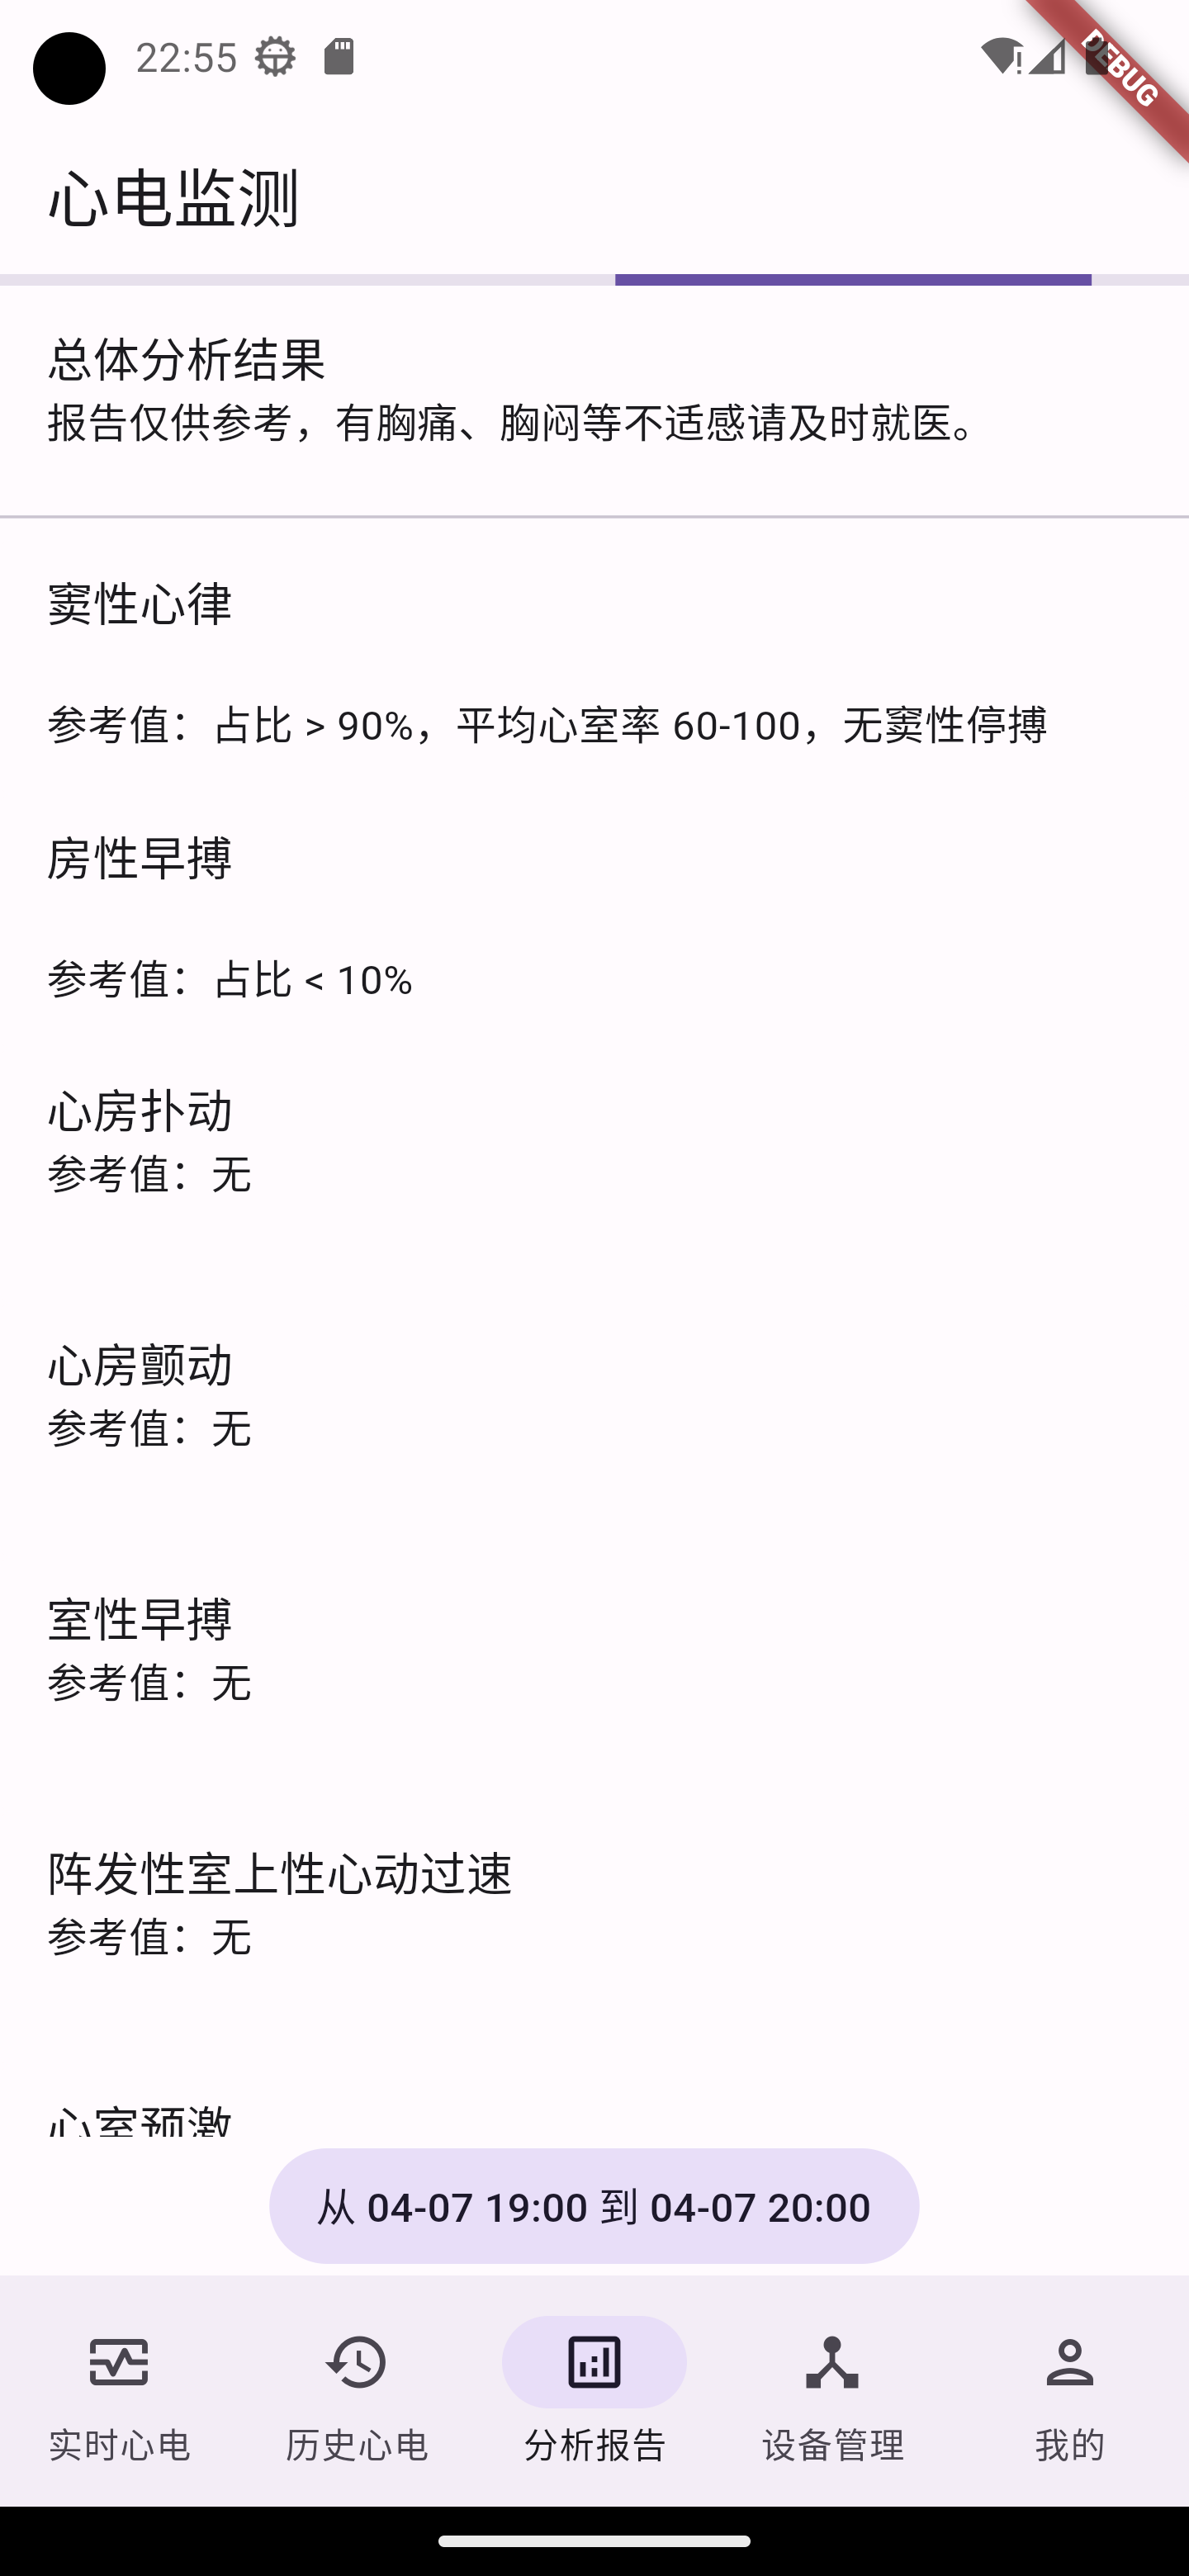 22:55
DEBUG
心电监测
总体分析结果
报告仅供参考，有胸痛、胸闷等不适感请及时就医。
窦性心律
参考值：占比 > 90%，平均心室率 60-100，无窦性停搏
房性早搏
参考值：占比 < 10%
心房扑动
参考值：无
心房颤动
参考值：无
室性早搏
参考值：无
阵发性室上性心动过速
参考值：无
心室预激
从 04-07 19:00 到 04-07 20:00
实时心电
历史心电
分析报告
设备管理
我的